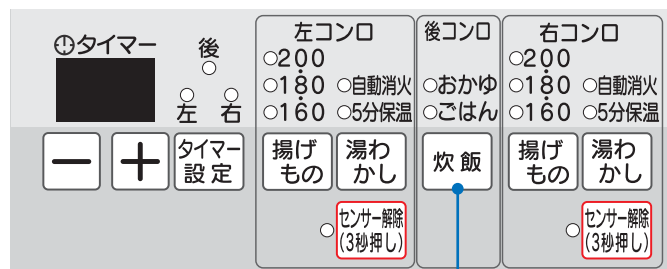 タイマー
後
左 右
ー
＋
タイマー
設定
左コンロ
200
180
160
自動消火
5分保温
揚げ
もの
湯わ
かし
センサー解除
(3秒押し)
後コンロ
おかゆ
ごはん
炊飯
右コンロ
200
180
160
自動消火
5分保温
揚げ
もの
湯わ
かし
センサー解除
(3秒押し)